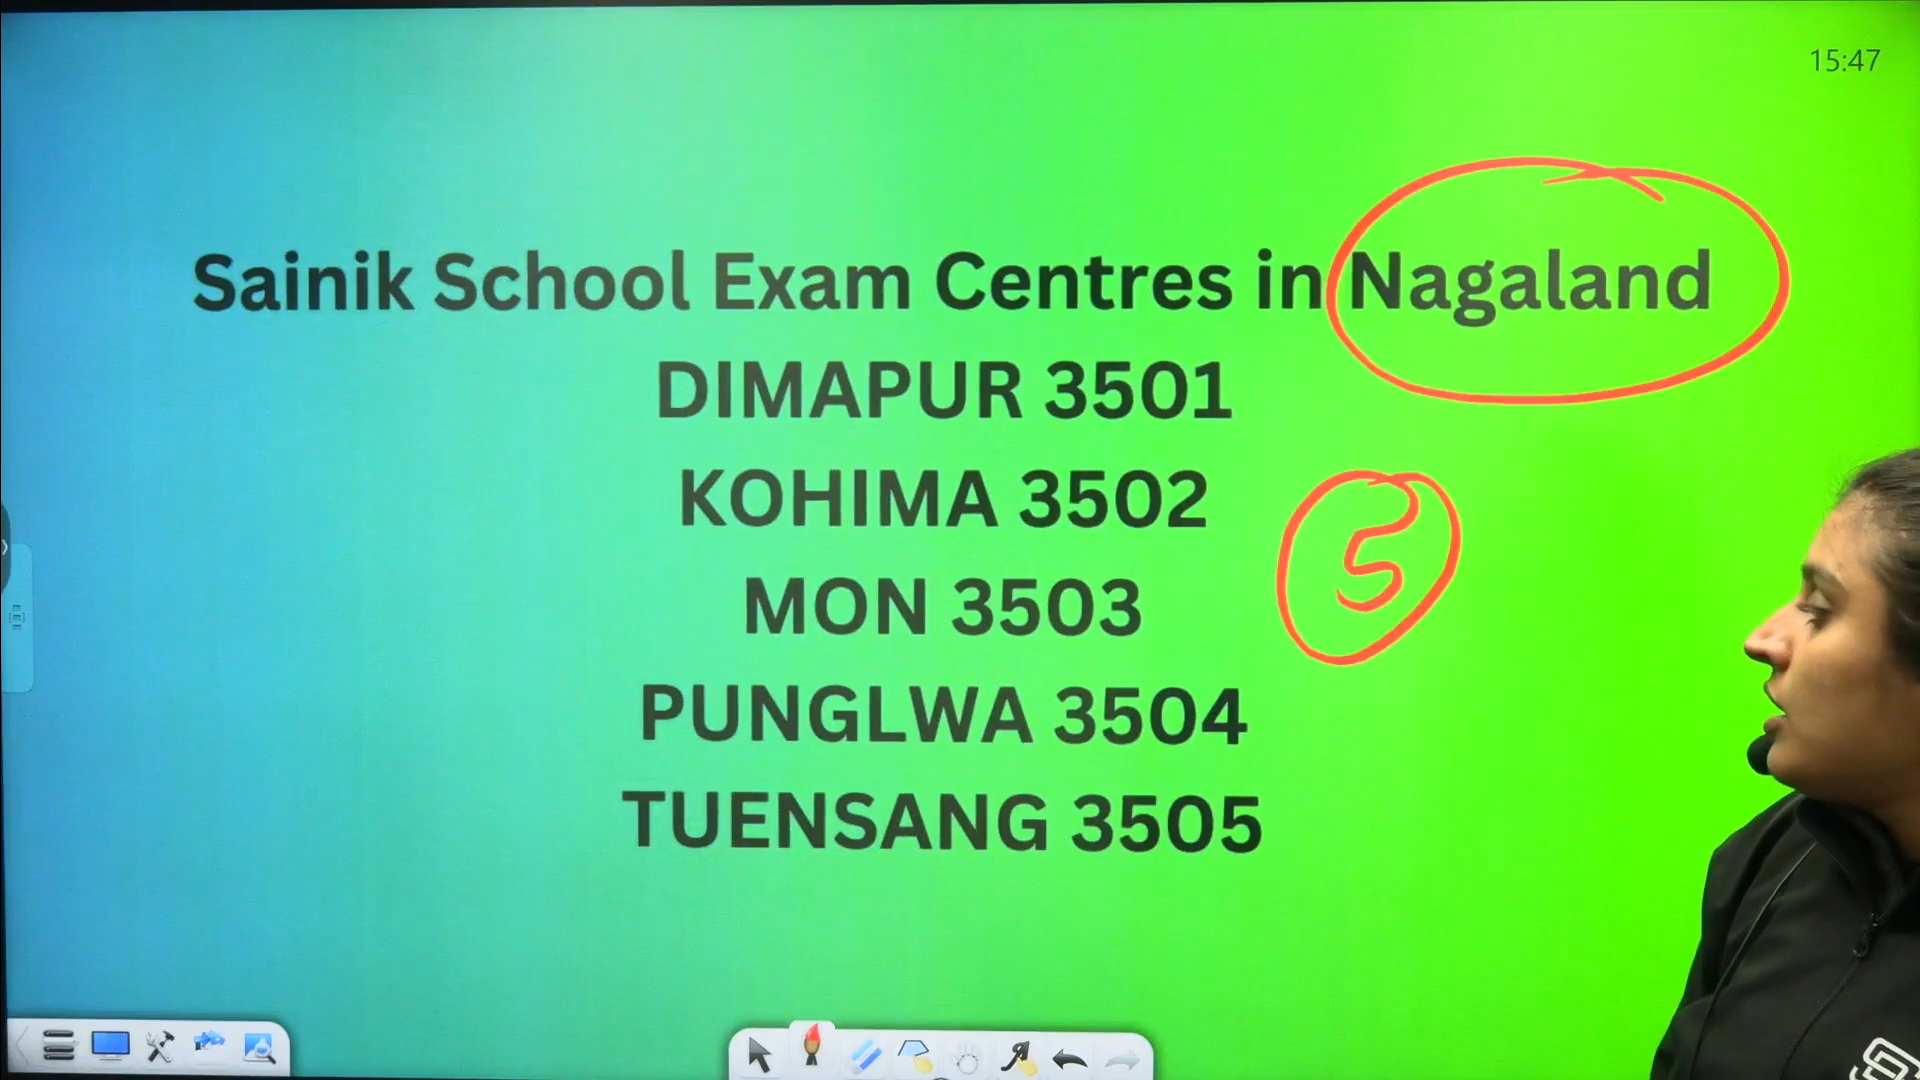 15:47
Sainik School Exam Centres in Nagaland
DIMAPUR 3501
KOHIMA 3502
MON 3503
5
PUNGLWA 3504
TUENSANG 3505